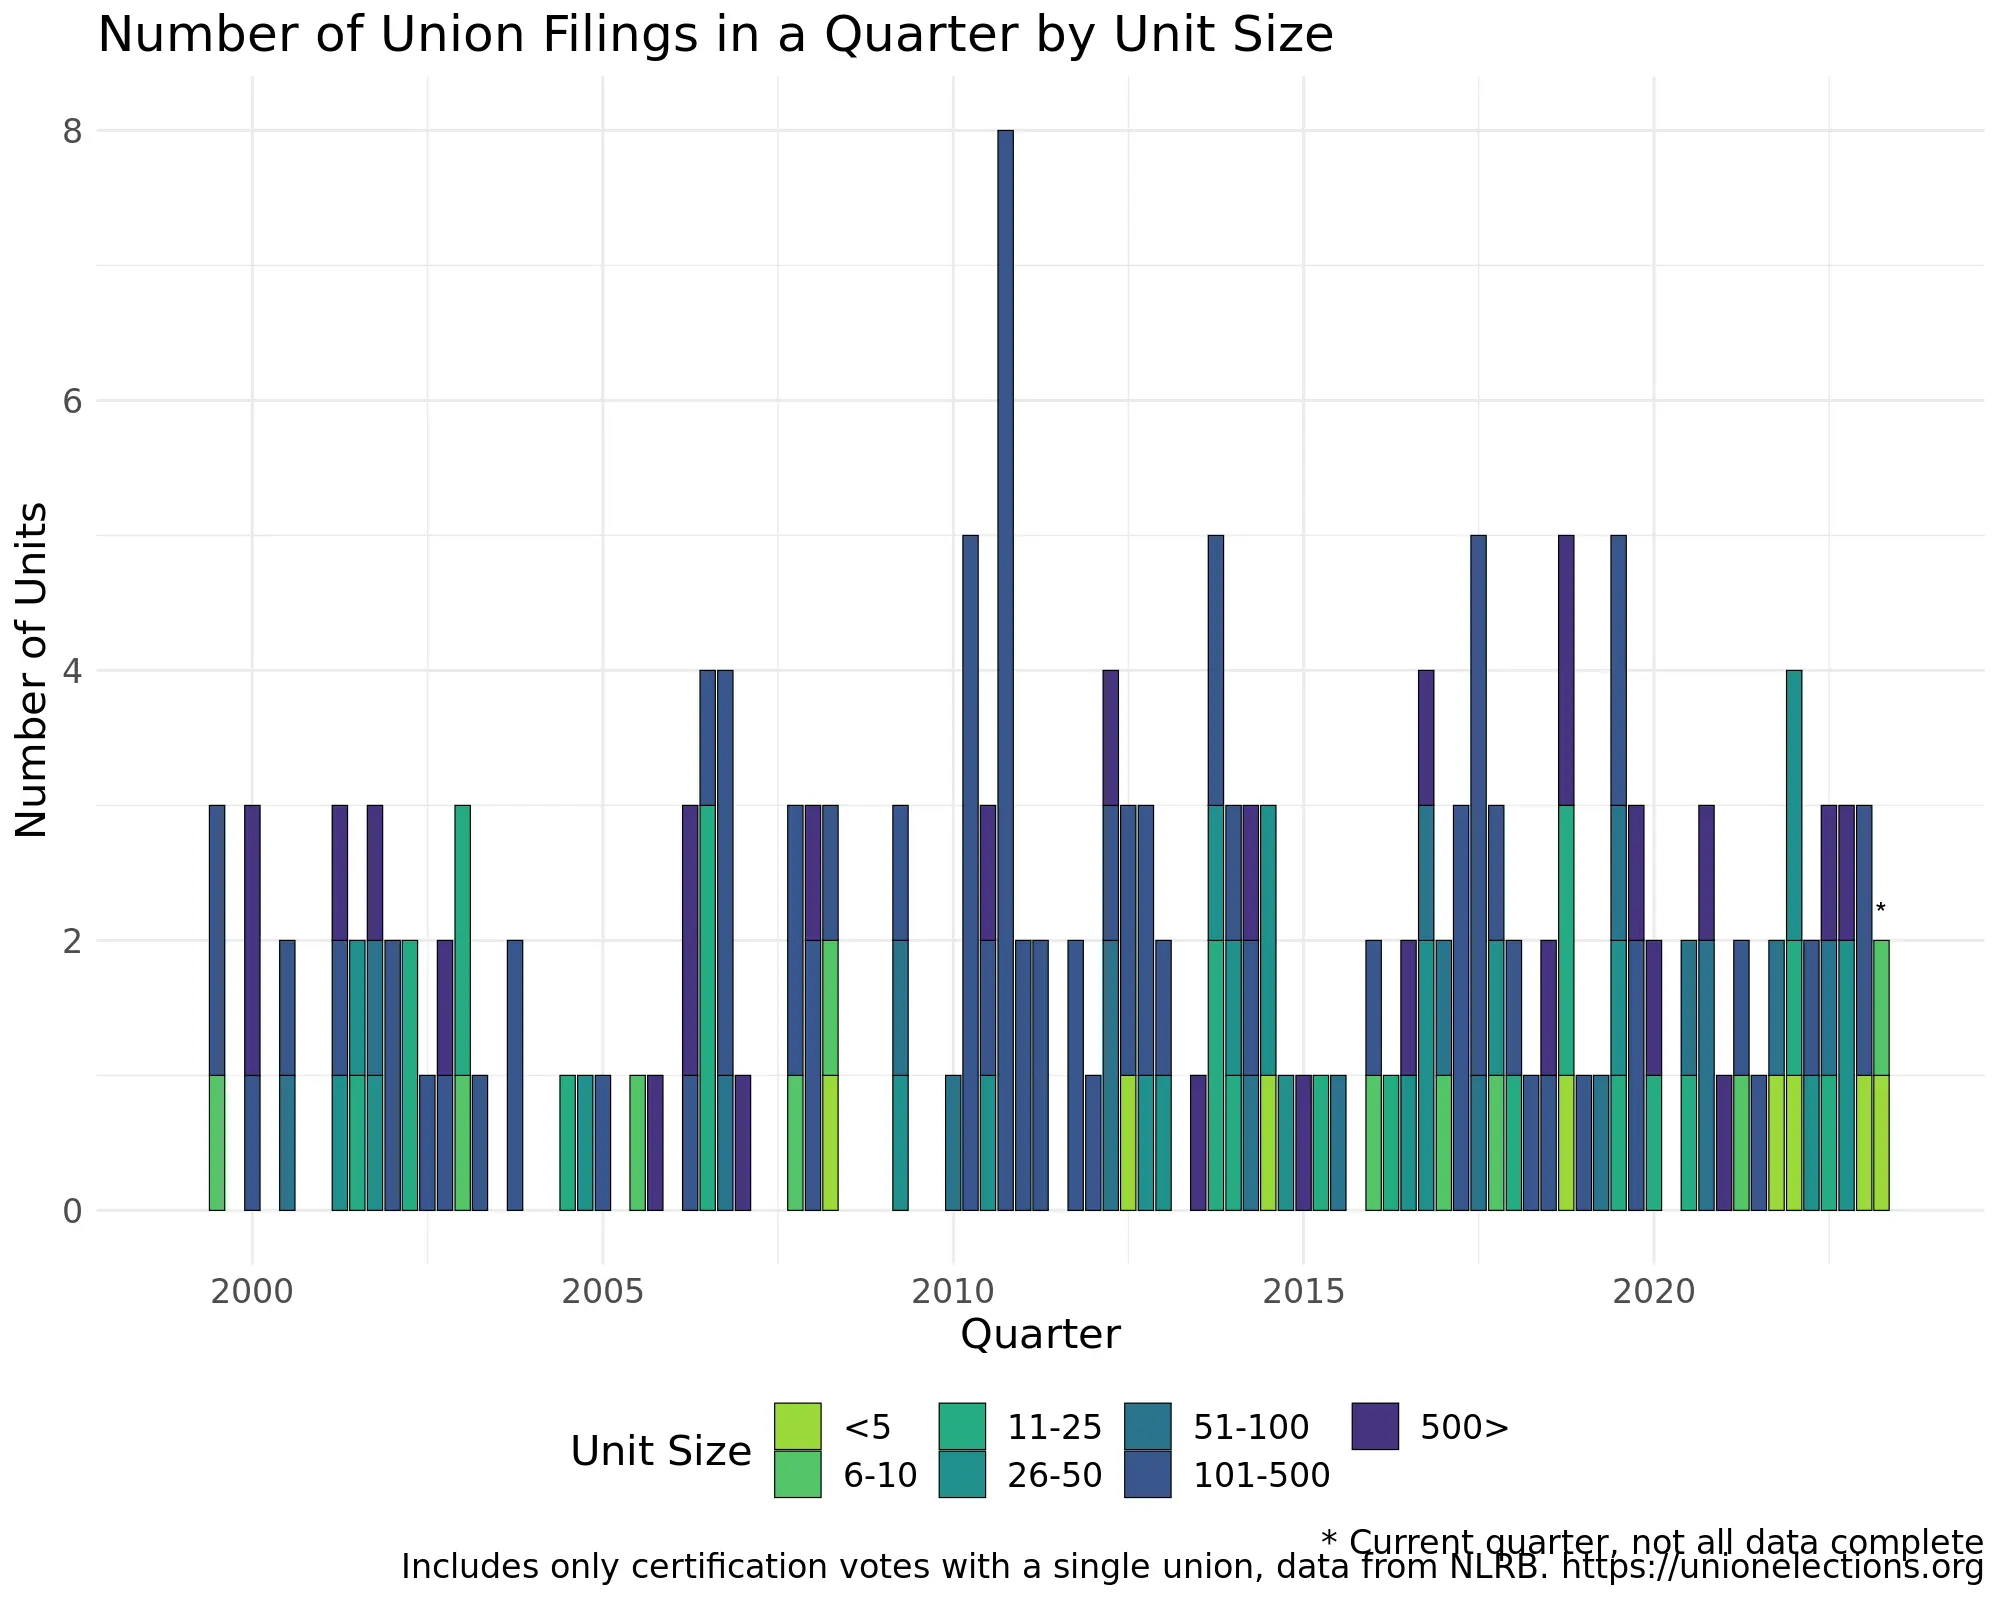 Number of Union Filings in a Quarter by Unit Size
Number of Units
8
6
4
2
0
*
2000 2005 2010 2015 2020
Quarter
Unit Size
<5 11-25 51-100 500>
6-10 26-50 101-500
* Current quarter, not all data complete
Includes only certification votes with a single union, data from NLRB. https://unionelections.org